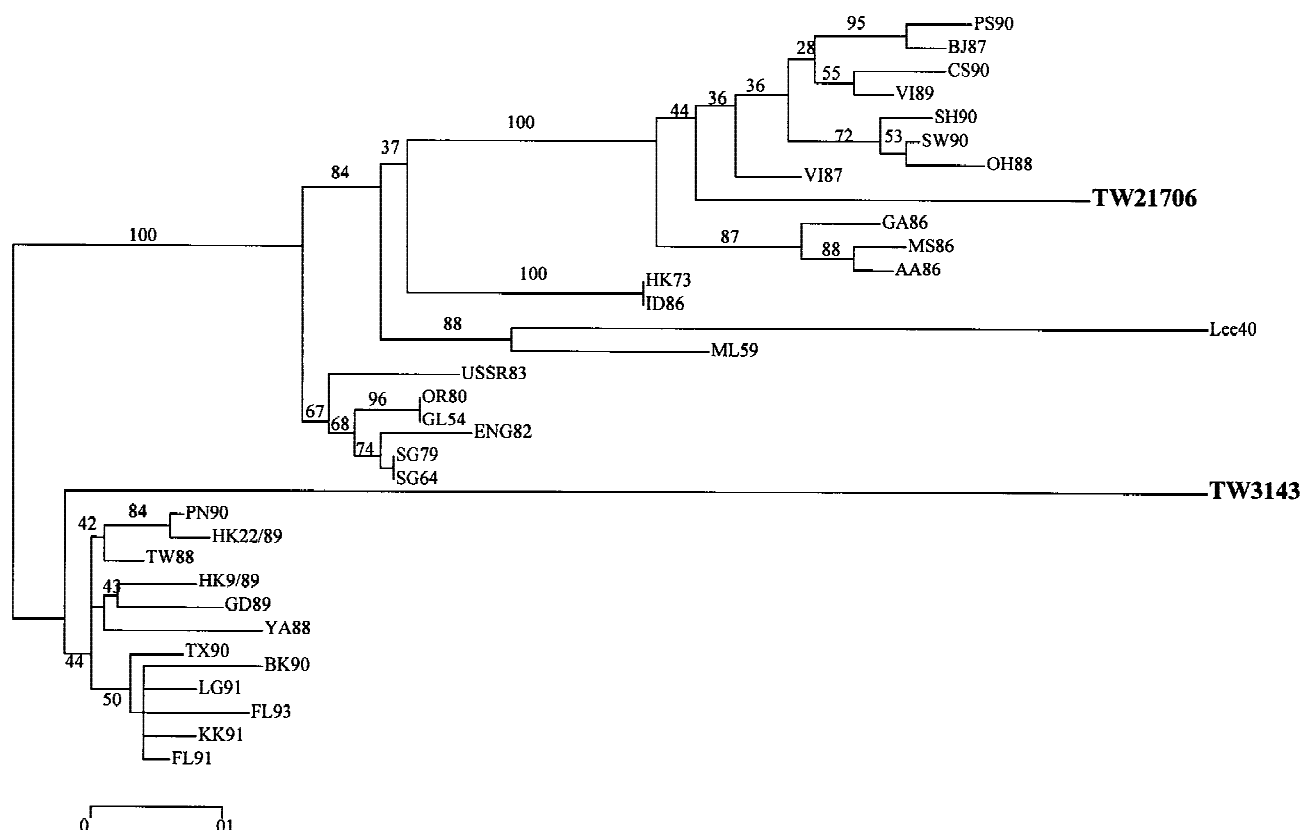 95
PS90
28
BJ87
55
CS90
36
VI89
36
44
SH90
100
72
53
SW90
37
OH88
84
VI87
TW21706
GA86
100
87
88
MS86
AA86
100
HK73
ID86
88
Lee40
ML59
USSR83
96
OR80
67
68
GL54
ENG82
74
SG79
SG64
TW3143
84
PN90
42
HK22/89
TW88
43
HK9/89
GD89
YA88
TX90
44
BK90
LG91
50
FL93
KK91
FL91
0
01